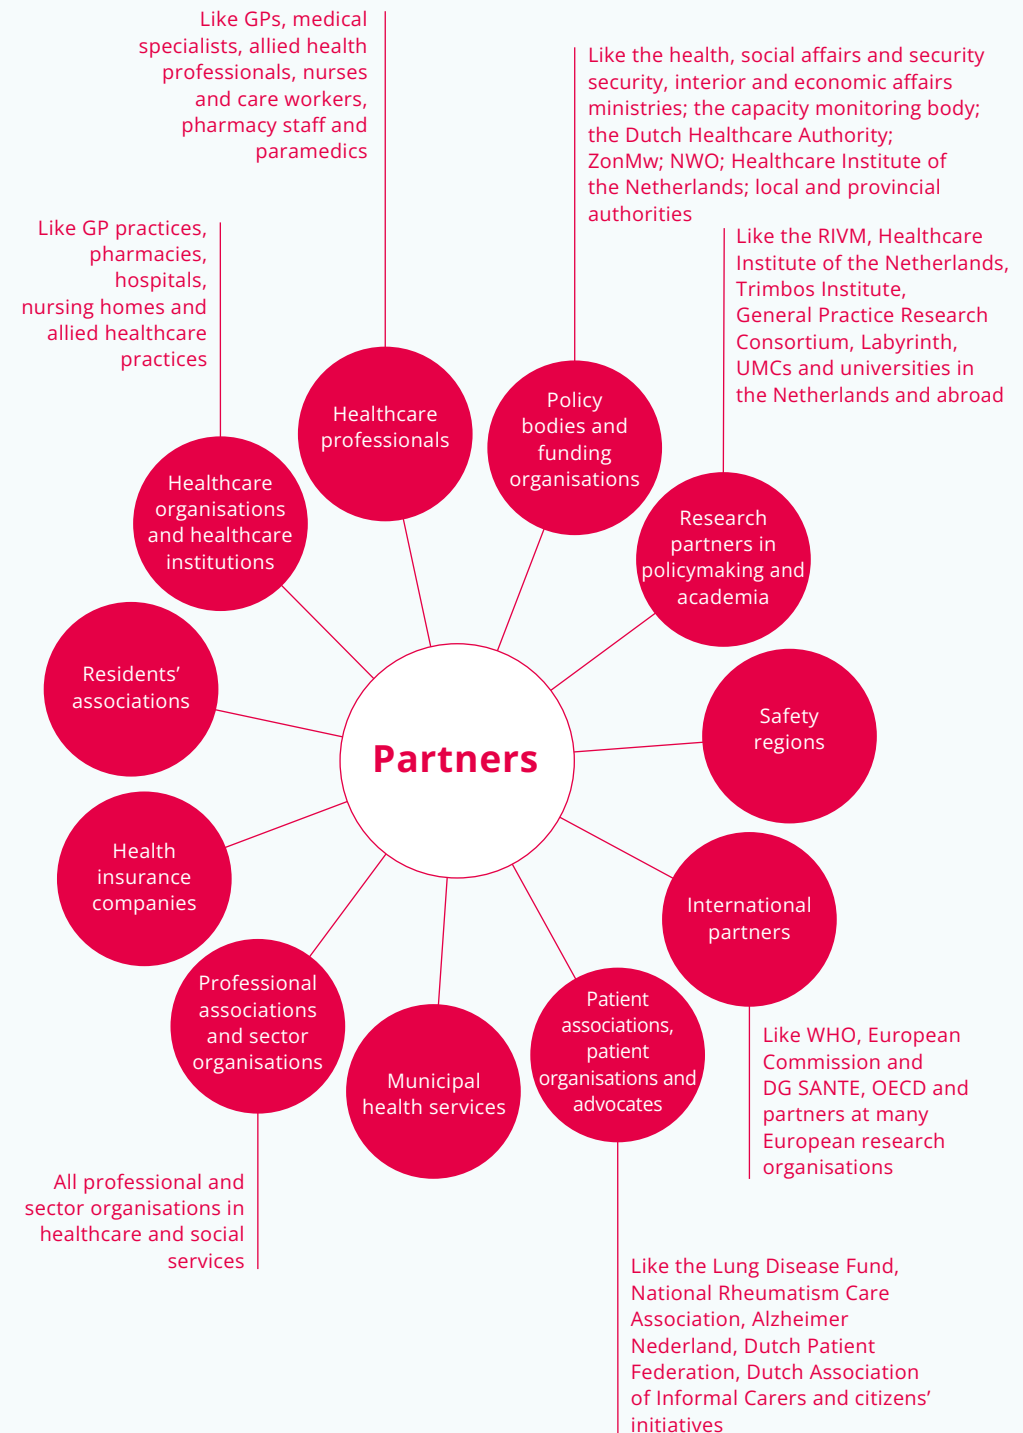 Like GPs, medical
specialists, allied health
professionals, nurses
and care workers,
pharmacy staff and
paramedics
Like the health, social affairs and security
security, interior and economic affairs
ministries; the capacity monitoring body;
the Dutch Healthcare Authority;
ZonMw; NWO; Healthcare Institute of
the Netherlands; local and provincial
authorities
Like GP practices,
pharmacies,
hospitals,
nursing homes and
allied healthcare
practices
Like the RIVM, Healthcare
Institute of the Netherlands,
Trimbos Institute,
General Practice Research
Consortium, Labyrinth,
UMCs and universities in
the Netherlands and abroad
Healthcare
professionals
Policy
bodies and
funding
organisations
Healthcare
organisations
and healthcare
institutions
Research
partners in
policymaking and
academia
Residents’
associations
Safety
regions
Partners
Health
insurance
companies
International
partners
Professional
associations
and sector
organisations
Municipal
health services
Patient
associations,
patient
organisations and
advocates
Like WHO, European
Commission and
DG SANTE, OECD and
partners at many
European research
organisations
All professional and
sector organisations in
healthcare and social
services
Like the Lung Disease Fund,
National Rheumatism Care
Association, Alzheimer
Nederland, Dutch Patient
Federation, Dutch Association
of Informal Carers and citizens’
initiatives